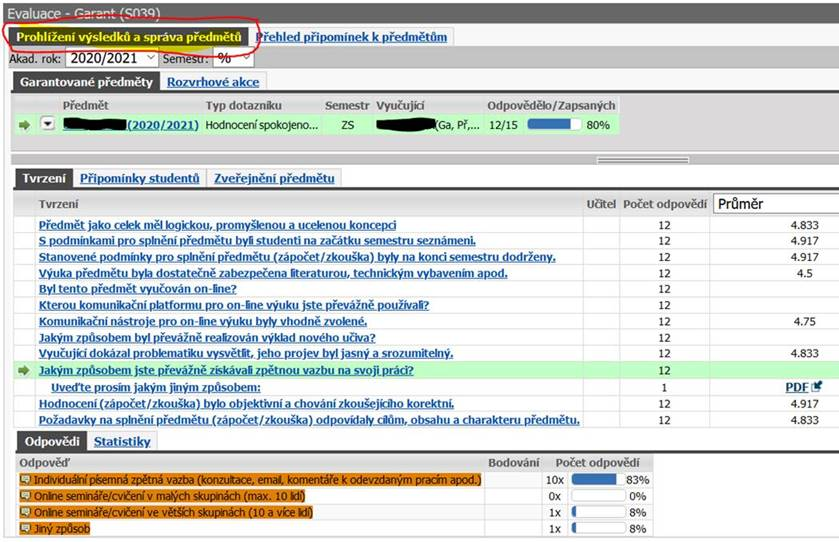 Evaluace - Garant (S039)
Prohlížení výsledků a správa předmětů Přehled připomínek k předmětům
Akad. rok: 2020/2021 Semestr: %
Garantované předměty Rozvrhové akce
Předmět Typ dotazníku Semestr Vyučující Odpovědělo/Zapsaných
(2020/2021) Hodnocení spokojeno... ZS (Ga, Př,... 12/15 80%
Tvrzení Připomínky studentů Zveřejnění předmětu
Tvrzení Učitel Počet odpovědí Průměr
Předmět jako celek měl logickou, promyšlenou a ucelenou koncepci 12 4.833
S podmínkami pro splnění předmětu byli studenti na začátku semestru seznámeni. 12 4.917
Stanovené podmínky pro splnění předmětu (zápočet/zkouška) byly na konci semestru dodrženy. 12 4.917
Výuka předmětu byla dostatečně zabezpečena literaturou, technickým vybavením apod. 12 4.5
Byl tento předmět vyučován on-line? 12
Kterou komunikační platformu pro on-line výuku jste převážně používali? 12
Komunikační nástroje pro on-line výuku byly vhodně zvolené. 12 4.75
Jakým způsobem byl převážně realizován výklad nového učiva? 12
Vyučující dokázal problematiku vysvětlit, jeho projev byl jasný a srozumitelný. 12 4.833
Jakým způsobem jste převážně získávali zpětnou vazbu na svoji práci? 12
Uveďte prosím jakým jiným způsobem: 1 PDF
Hodnocení (zápočet/zkouška) bylo objektivní a chování zkoušejícího korektní. 12 4.917
Požadavky na splnění předmětu (zápočet/zkouška) odpovídaly cílům, obsahu a charakteru předmětu. 12 4.833
Odpovědi Statistiky
Odpověď Bodování Počet odpovědí
Individuální písemná zpětná vazba (konzultace, email, komentáře k odevzdaným pracím apod.) 10x 83%
Online semináře/cvičení v malých skupinách (max. 10 lidí) 0x 0%
Online semináře/cvičení ve větších skupinách (10 a více lidí) 1x 8%
Jiný způsob 1x 8%